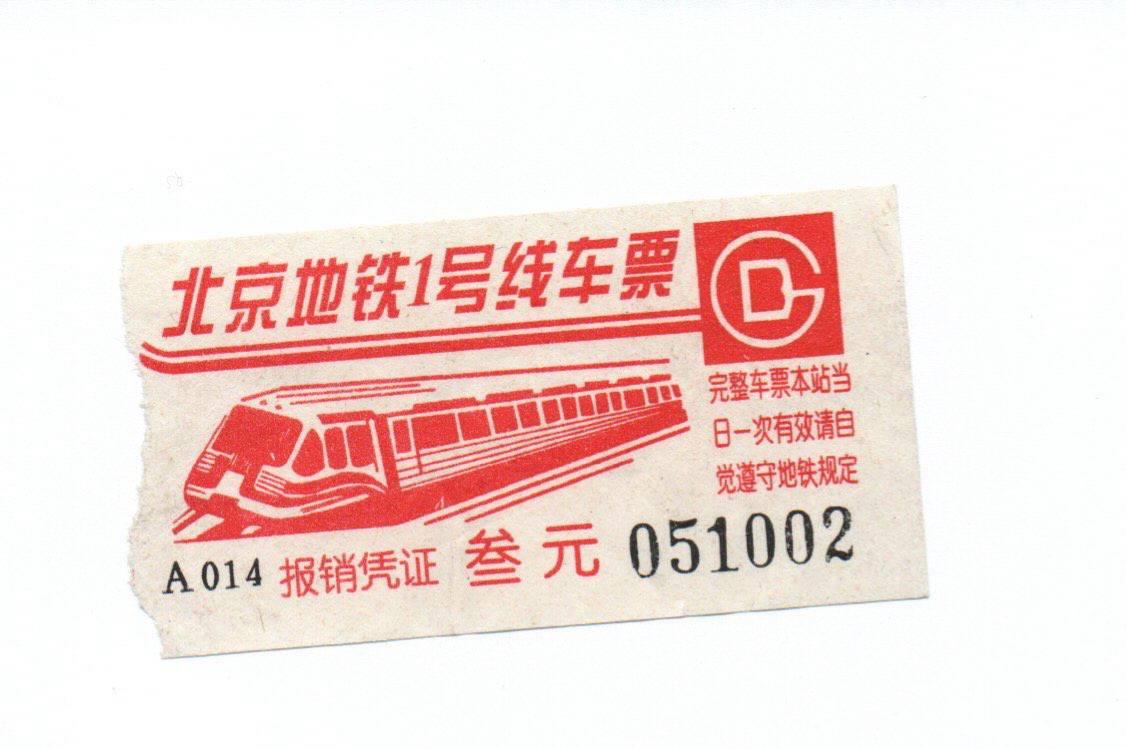 北京地铁1号线车票
完整车票本站当
日一次有效请自
觉遵守地铁规定
A 014 报销凭证 叁元 051002